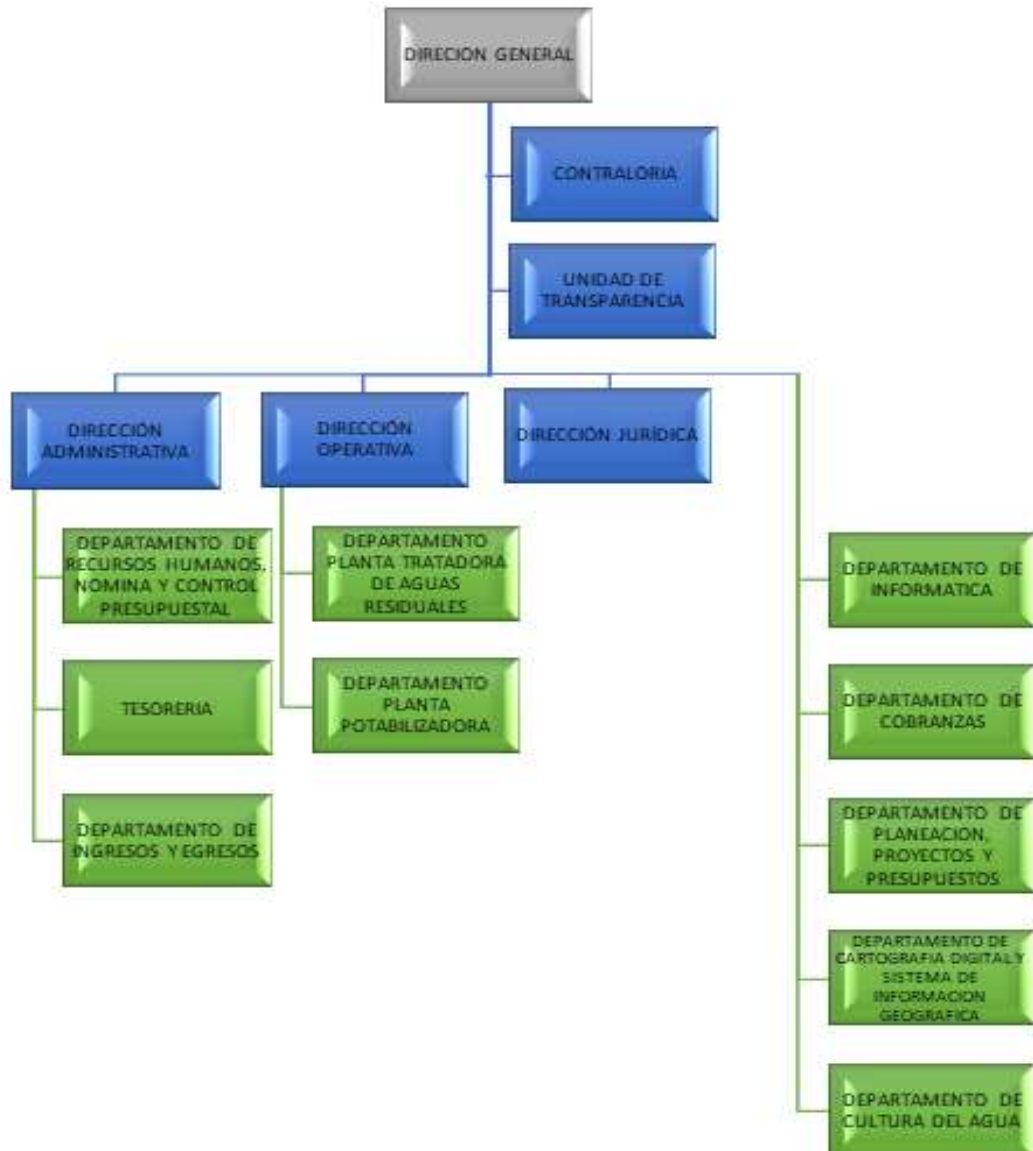 DIRECION GENERAL
CONTRALORIA
UNIDAD DE
TRANSPARENCIA
DIRECCIÓN
ADMINISTRATIVA
DIRECCIÓN
OPERATIVA
DIRECCIÓN JURÍDICA
DEPARTAMENTO DE
RECURSOS HUMANOS,
NOMINA Y CONTROL
PRESUPUESTAL
TESORERIA
DEPARTAMENTO DE
INGRESOS Y EGRESOS
DEPARTAMENTO
PLANTA TRATADORA
DE AGUAS
RESIDUALES
DEPARTAMENTO
PLANTA
POTABILIZADORA
DEPARTAMENTO DE
INFORMATICA
DEPARTAMENTO DE
COBRANZAS
DEPARTAMENTO DE
PLANEACION,
PROYECTOS Y
PRESUPUESTOS
DEPARTAMENTO DE
CARTOGRAFIA DIGITAL Y
SISTEMA DE
INFORMACION
GEOGRAFICA
DEPARTAMENTO DE
CULTURA DEL AGUA